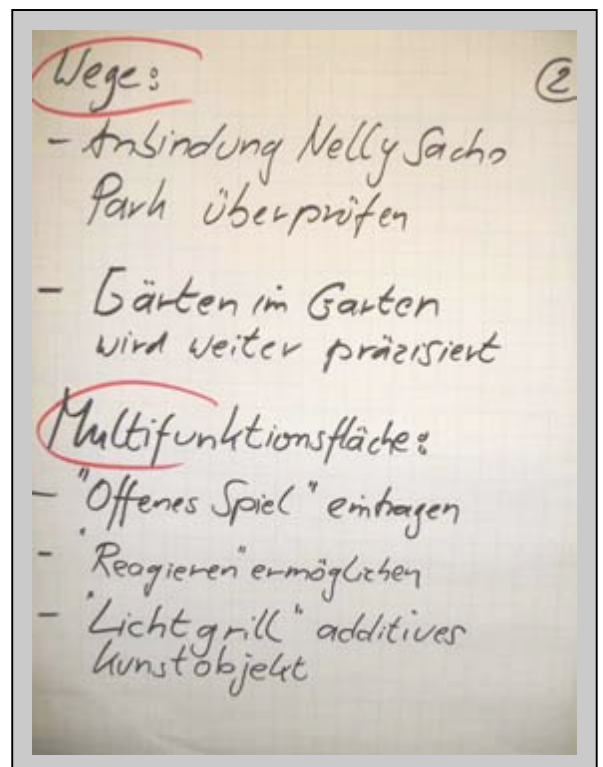 Wege: ②
- Anbindung Nelly Sachs
Park überprüfen
- Gärten im Garten
wird weiter präzisiert
Multifunktionsfläche:
- "Offenes Spiel" eintragen
- "Reagieren" ermöglichen
- "Lichtgrill" additives
Kunstobjekt